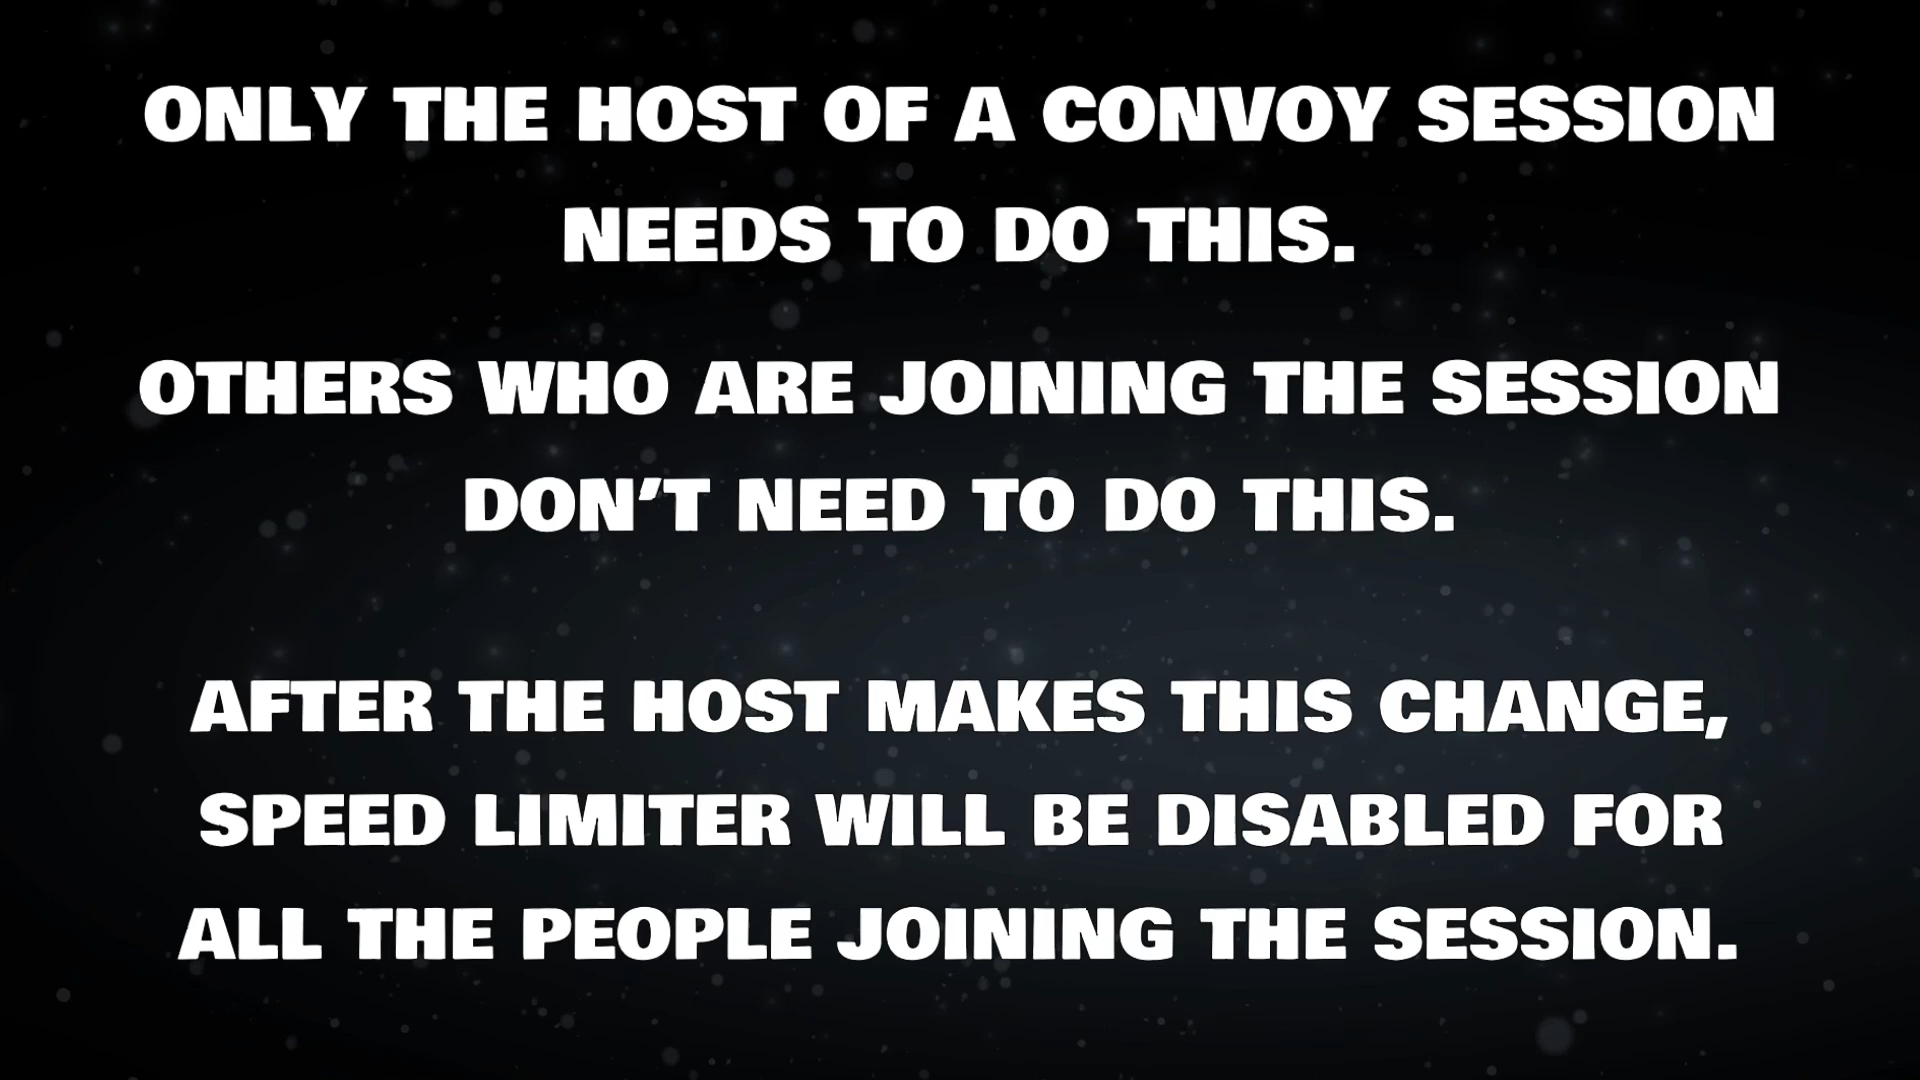 ONLY THE HOST OF A CONVOY SESSION
NEEDS TO DO THIS.
OTHERS WHO ARE JOINING THE SESSION
DON'T NEED TO DO THIS.
AFTER THE HOST MAKES THIS CHANGE,
SPEED LIMITER WILL BE DISABLED FOR
ALL THE PEOPLE JOINING THE SESSION.